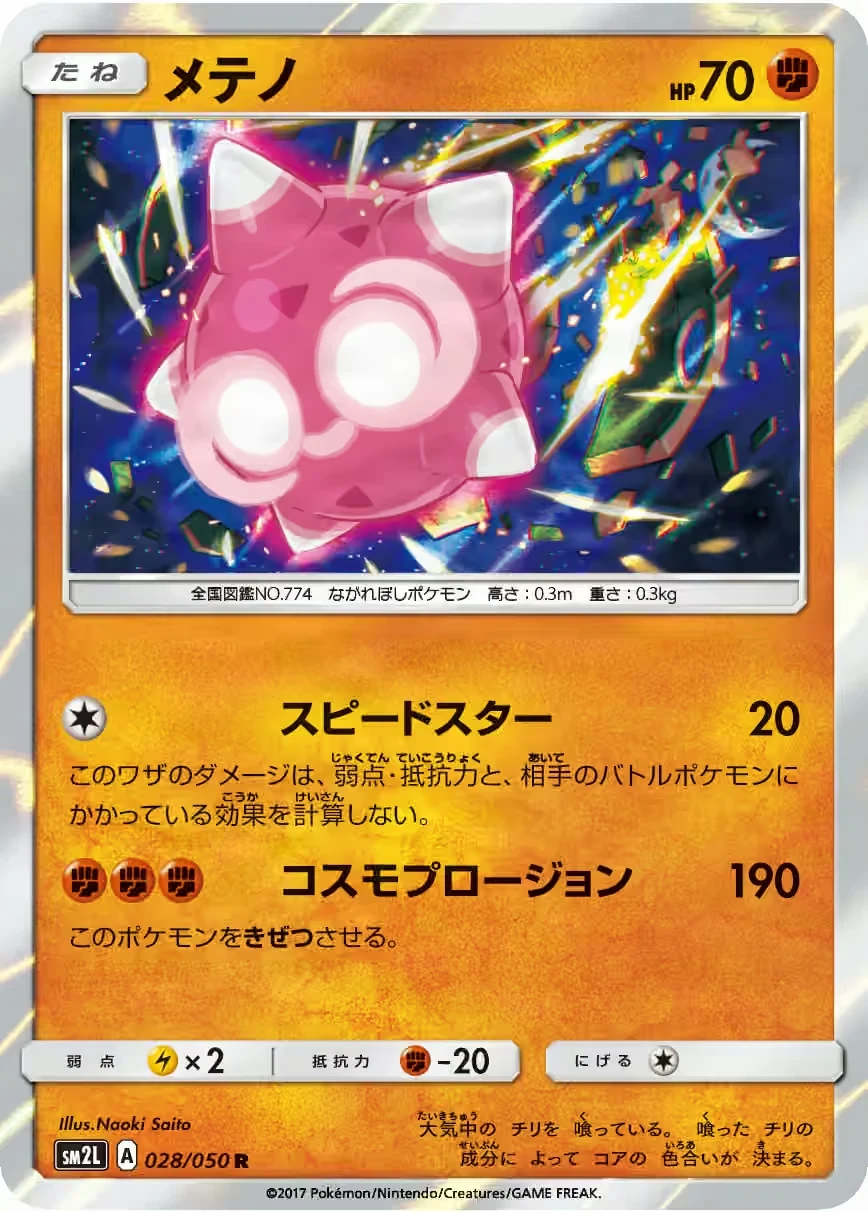 たね メテノ HP70
全国図鑑NO.774 ながれぼしポケモン 高さ：0.3m 重さ：0.3kg
スピードスター 20
このワザのダメージは、弱点・抵抗力と、相手のバトルポケモンに
かかっている効果を計算しない。
コスモプロージョン 190
このポケモンをきぜつさせる。
弱点 ×2 抵抗力 -20 にげる
Illus.Naoki Saito
大気中の チリを 喰っている。 喰った チリの
成分に よって コアの 色合いが 決まる。
SM2L A 028/050 R
©2017 Pokémon/Nintendo/Creatures/GAME FREAK.